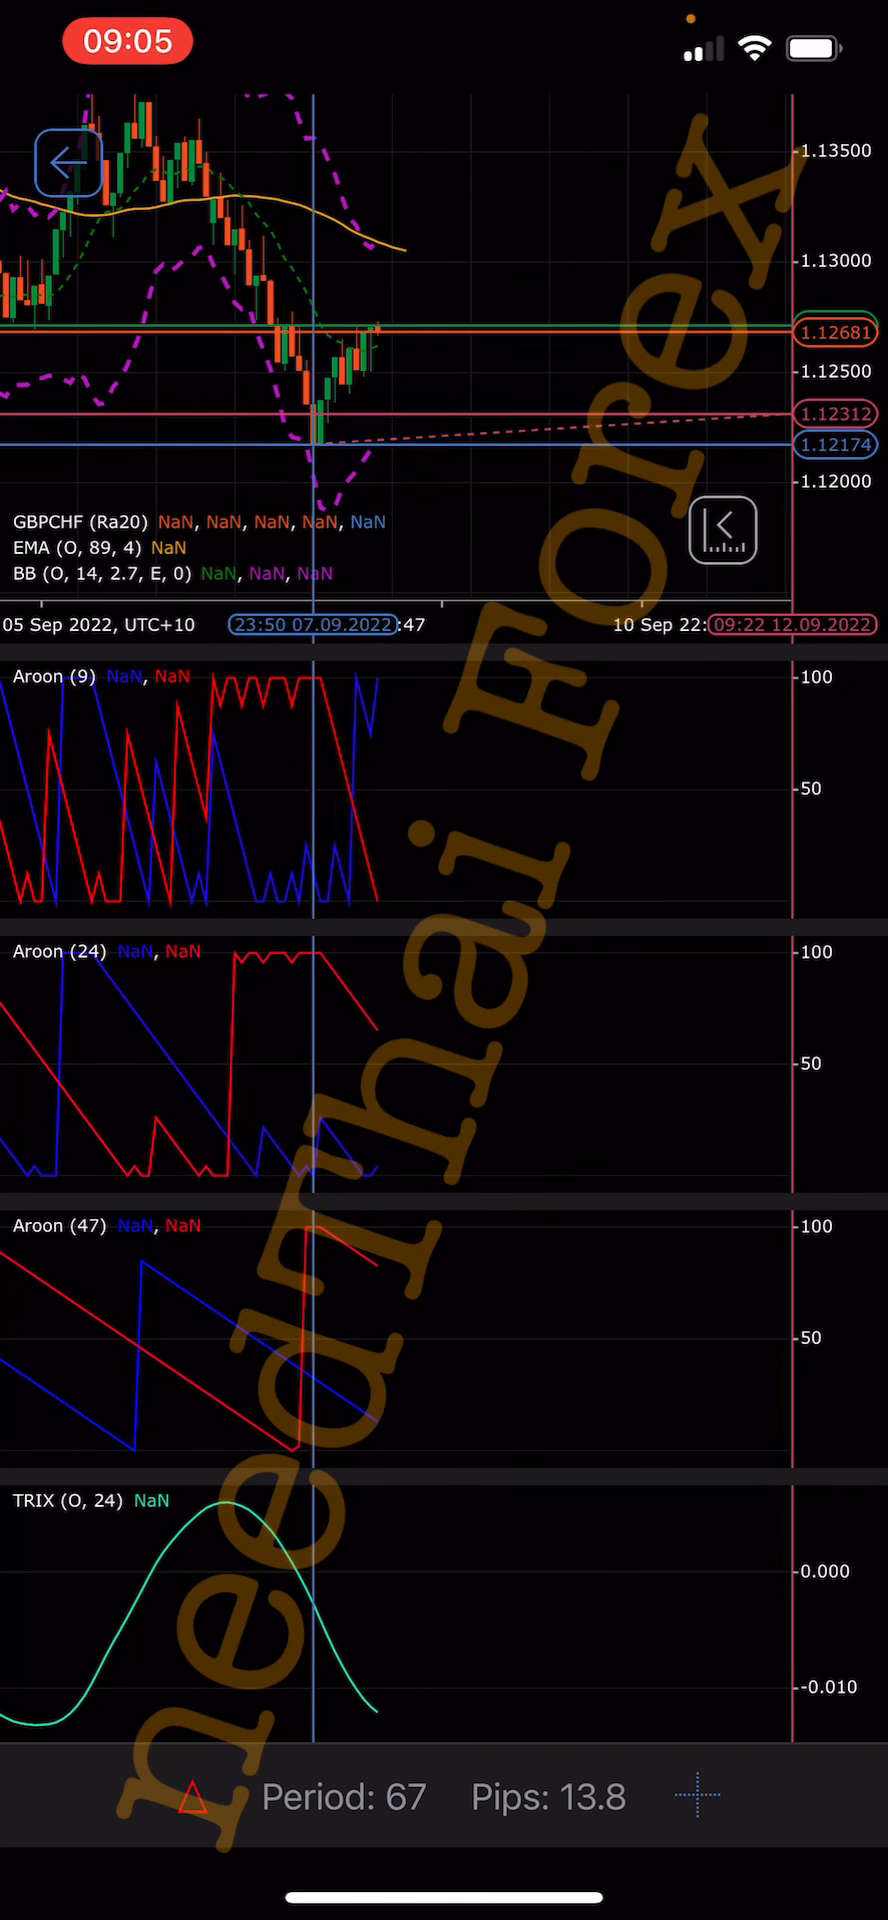 09:05
1.13500
1.13000
1.12681
1.12500
1.12312
1.12174
1.12000
GBPCHF (Ra20) NaN, NaN, NaN, NaN, NaN
EMA (O, 89, 4) NaN
BB (O, 14, 2.7, E, 0) NaN, NaN, NaN
05 Sep 2022, UTC+10 23:50 07.09.2022 :47 10 Sep 22: 09:22 12.09.2022
Aroon (9) NaN, NaN 100
50
Aroon (24) NaN, NaN 100
50
Aroon (47) NaN, NaN 100
50
TRIX (O, 24) NaN
0.000
-0.010
Period: 67 Pips: 13.8
needThai Forex